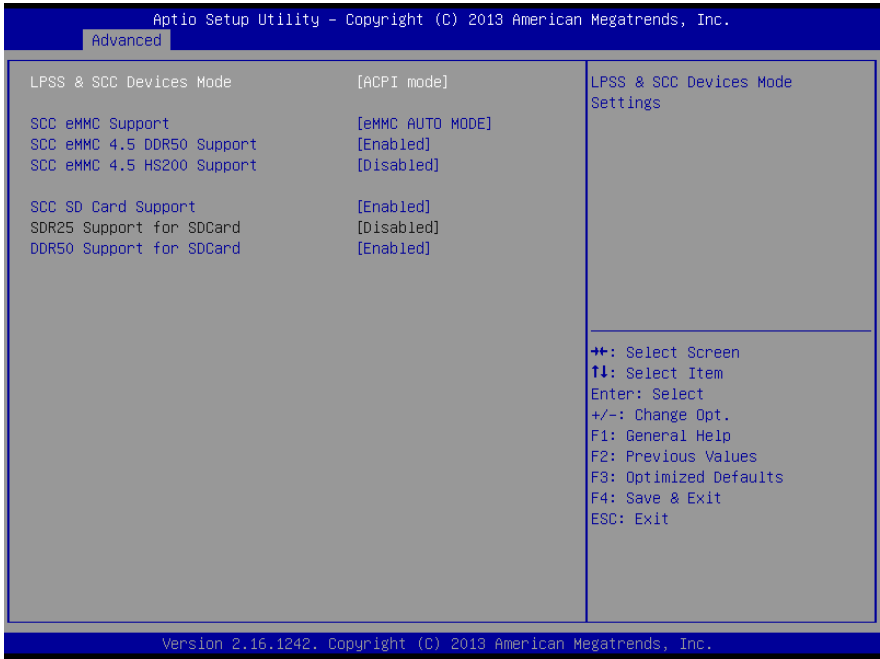 Aptio Setup Utility – Copyright (C) 2013 American Megatrends, Inc.
Advanced
LPSS & SCC Devices Mode [ACPI mode]
SCC eMMC Support [eMMC AUTO MODE]
SCC eMMC 4.5 DDR50 Support [Enabled]
SCC eMMC 4.5 HS200 Support [Disabled]
SCC SD Card Support [Enabled]
SDR25 Support for SDCard [Disabled]
DDR50 Support for SDCard [Enabled]
LPSS & SCC Devices Mode
Settings
→←: Select Screen
↑↓: Select Item
Enter: Select
+/-: Change Opt.
F1: General Help
F2: Previous Values
F3: Optimized Defaults
F4: Save & Exit
ESC: Exit
Version 2.16.1242. Copyright (C) 2013 American Megatrends, Inc.